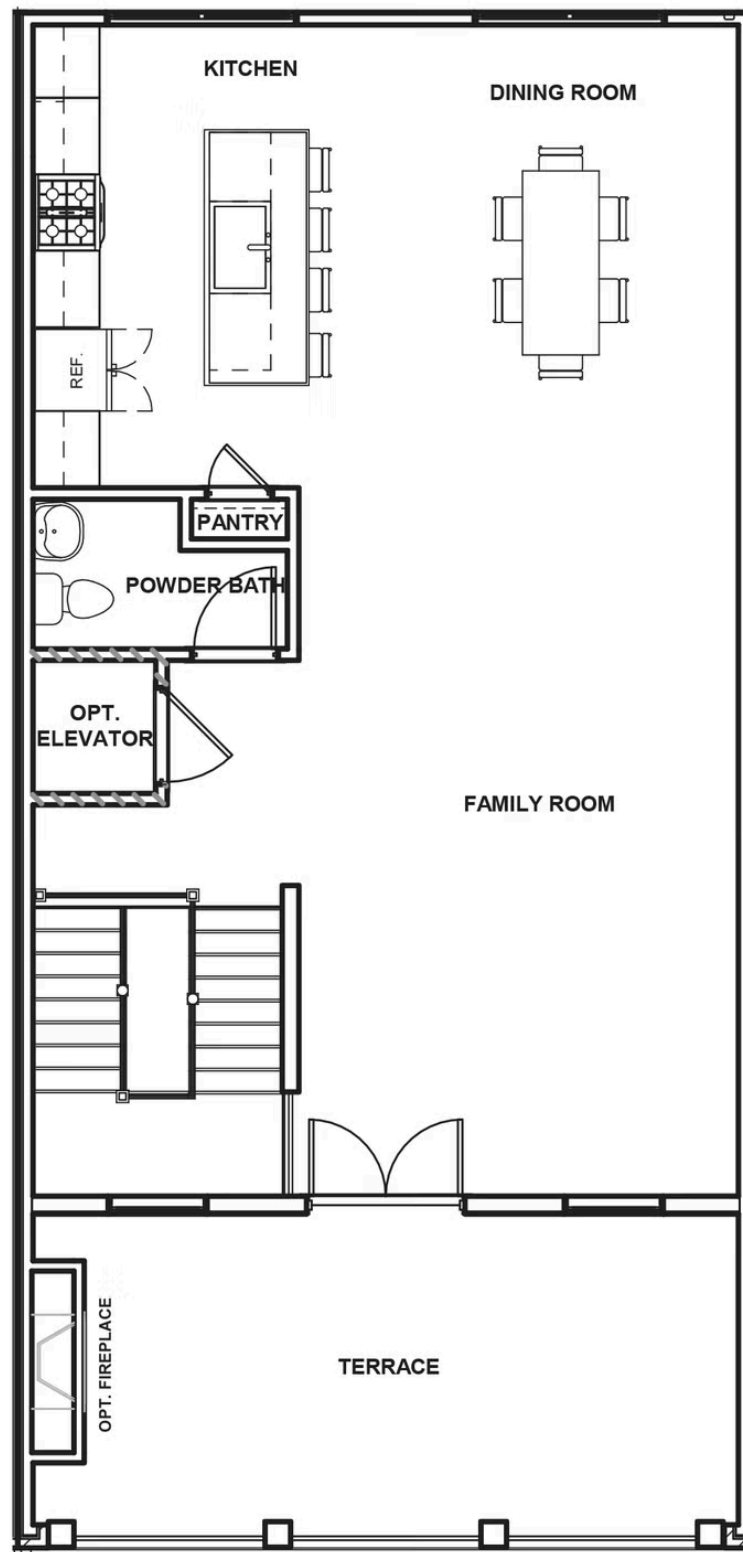 KITCHEN
DINING ROOM
REF.
PANTRY
POWDER BATH
OPT.
ELEVATOR
FAMILY ROOM
OPT. FIREPLACE
TERRACE